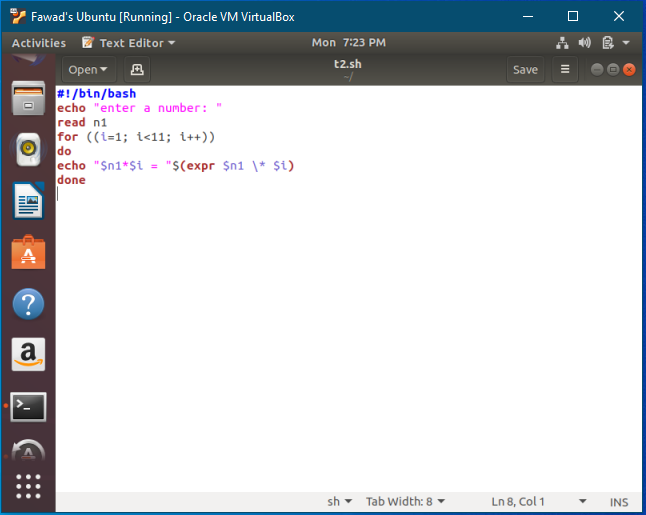 Fawad's Ubuntu [Running] - Oracle VM VirtualBox
Activities Text Editor Mon 7:23 PM
Open t2.sh Save
~/
#!/bin/bash
echo "enter a number: "
read n1
for ((i=1; i<11; i++))
do
echo "$n1*$i = "$(expr $n1 \* $i)
done
sh Tab Width: 8 Ln 8, Col 1 INS